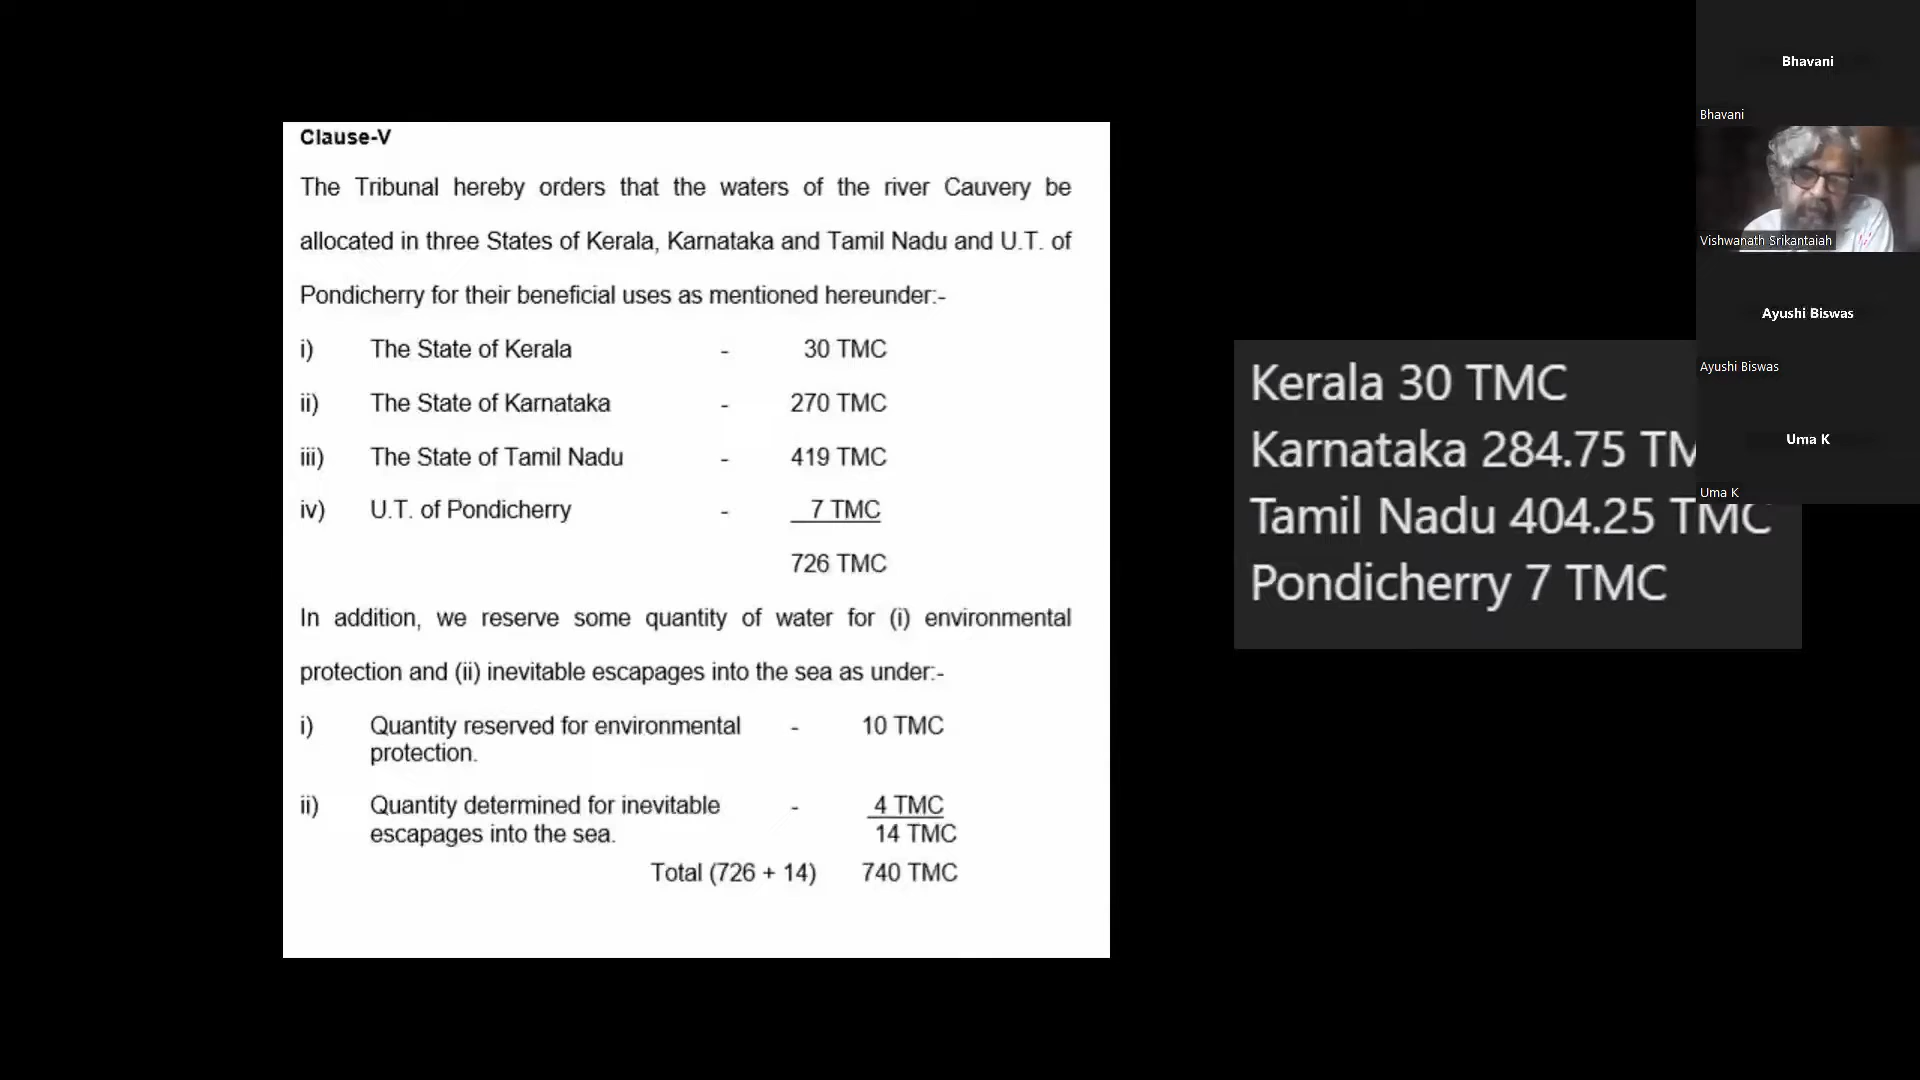 Clause-V
The Tribunal hereby orders that the waters of the river Cauvery be
allocated in three States of Kerala, Karnataka and Tamil Nadu and U.T. of
Pondicherry for their beneficial uses as mentioned hereunder:-
i) The State of Kerala - 30 TMC
ii) The State of Karnataka - 270 TMC
iii) The State of Tamil Nadu - 419 TMC
iv) U.T. of Pondicherry - 7 TMC
726 TMC
In addition, we reserve some quantity of water for (i) environmental
protection and (ii) inevitable escapages into the sea as under:-
i) Quantity reserved for environmental - 10 TMC
protection.
ii) Quantity determined for inevitable - 4 TMC
escapages into the sea. 14 TMC
Total (726 + 14) 740 TMC
Kerala 30 TMC
Karnataka 284.75 TM
Tamil Nadu 404.25 TMC
Pondicherry 7 TMC
Bhavani
Bhavani
Vishwanath Srikantaiah
Ayushi Biswas
Ayushi Biswas
Uma K
Uma K